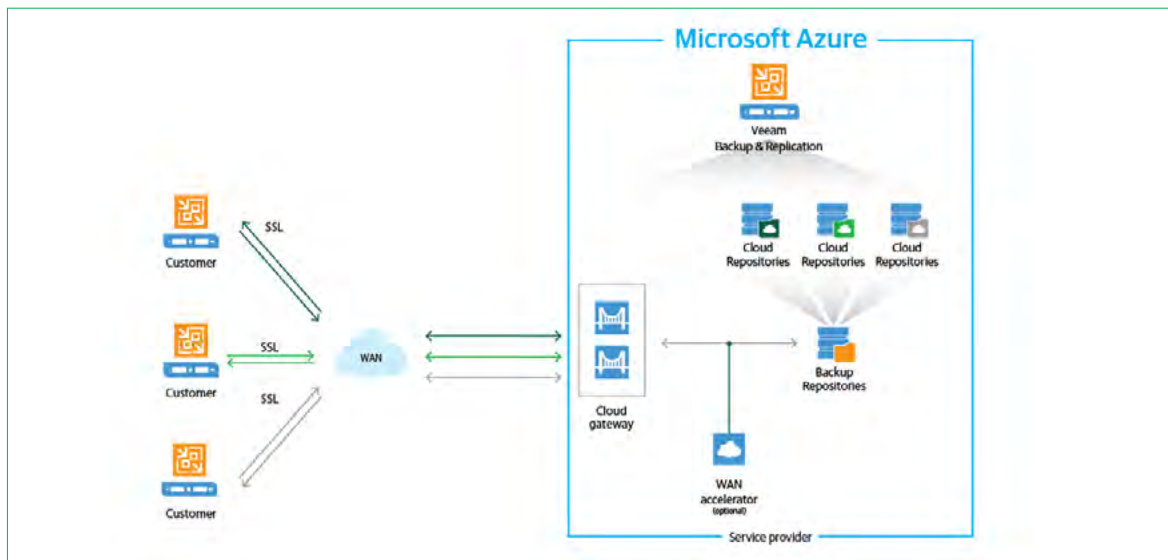 Microsoft Azure
Veeam
Backup & Replication
SSL
Customer
Cloud
Repositories
Cloud
Repositories
Cloud
Repositories
SSL
Customer
WAN
Backup
Repositories
Cloud
gateway
SSL
Customer
WAN
accelerator
(optional)
Service provider